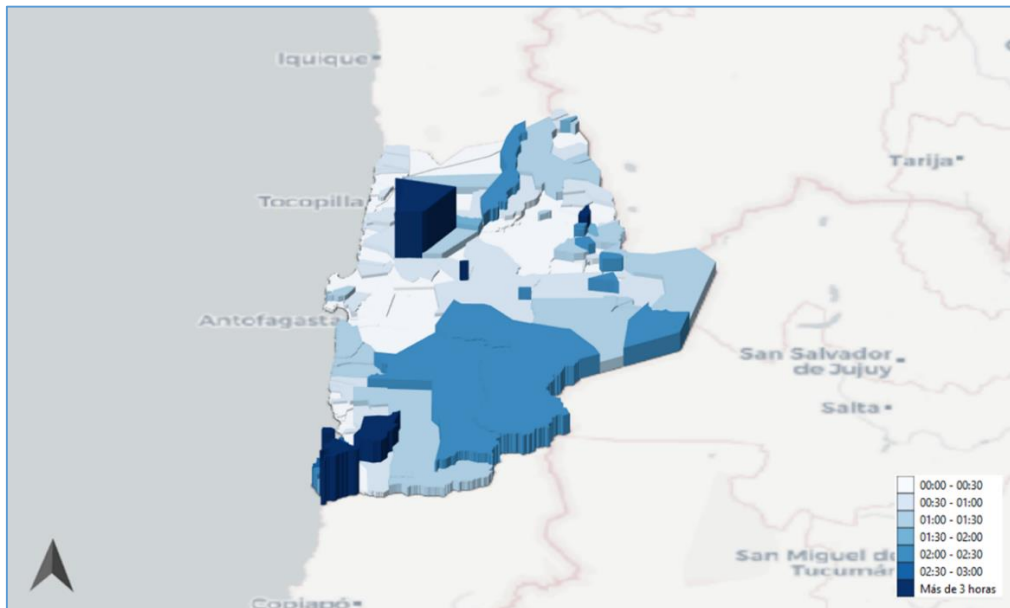 Iquique
Tarija
Tocopilla
Antofagasta
San Salvador
de Jujuy
Salta
00:00 - 00:30
00:30 - 01:00
01:00 - 01:30
01:30 - 02:00
02:00 - 02:30
02:30 - 03:00
Más de 3 horas
San Miguel de
Tucumán
Copiapó